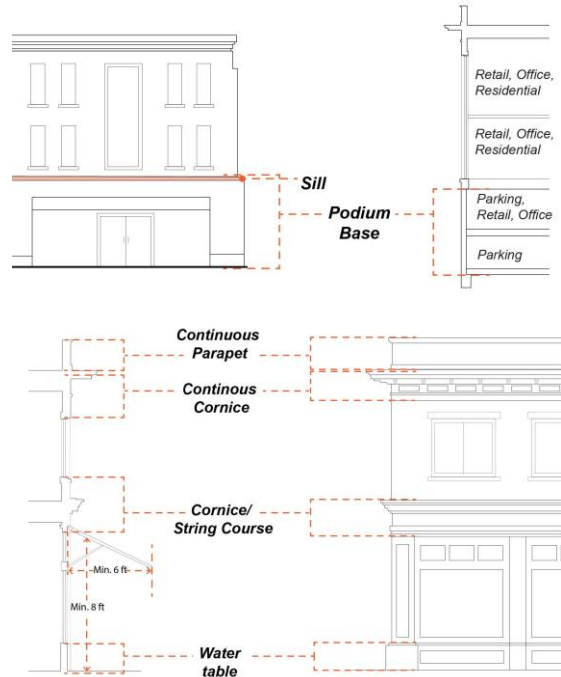 Retail, Office,
Residential
Retail, Office,
Residential
Sill
Parking,
Retail, Office
Podium
Base
Parking
Continuous
Parapet
Continous
Cornice
Cornice/
String Course
Min. 6 ft
Min. 8 ft
Water
table